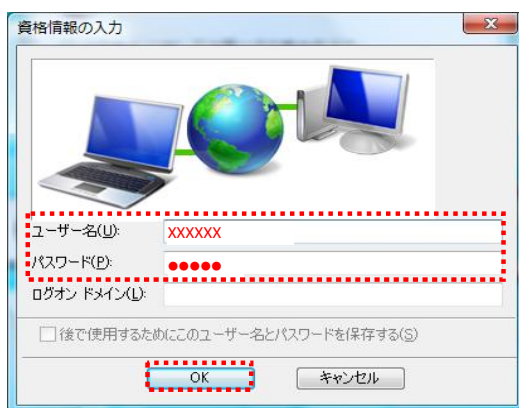 資格情報の入力
ユーザー名(U):
XXXXXX
パスワード(P):
●●●●●
ログオン ドメイン(L):
後で使用するためにこのユーザー名とパスワードを保存する(S)
OK
キャンセル